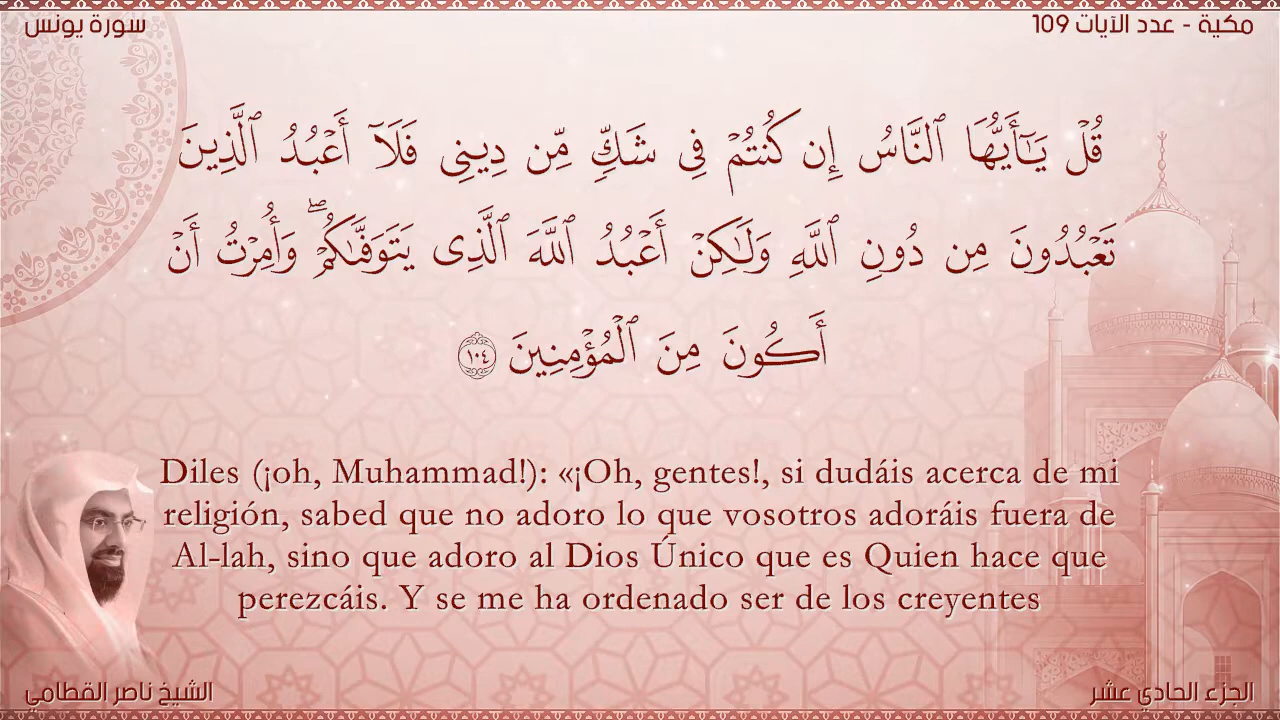 مكية - عدد الآيات 109
سورة يونس
قُلْ يَـٰٓأَيُّهَا ٱلنَّاسُ إِن كُنتُمْ فِى شَكٍّۢ مِّن دِينِى فَلَآ أَعْبُدُ ٱلَّذِينَ
تَعْبُدُونَ مِن دُونِ ٱللَّهِ وَلَـٰكِنْ أَعْبُدُ ٱللَّهَ ٱلَّذِى يَتَوَفَّىٰكُمْ ۖ وَأُمِرْتُ أَنْ
أَكُونَ مِنَ ٱلْمُؤْمِنِينَ ١٠٤
Diles (¡oh, Muhammad!): «¡Oh, gentes!, si dudáis acerca de mi
religión, sabed que no adoro lo que vosotros adoráis fuera de
Al-lah, sino que adoro al Dios Único que es Quien hace que
perezcáis. Y se me ha ordenado ser de los creyentes
الجزء الحادي عشر
الشيخ ناصر القطامي